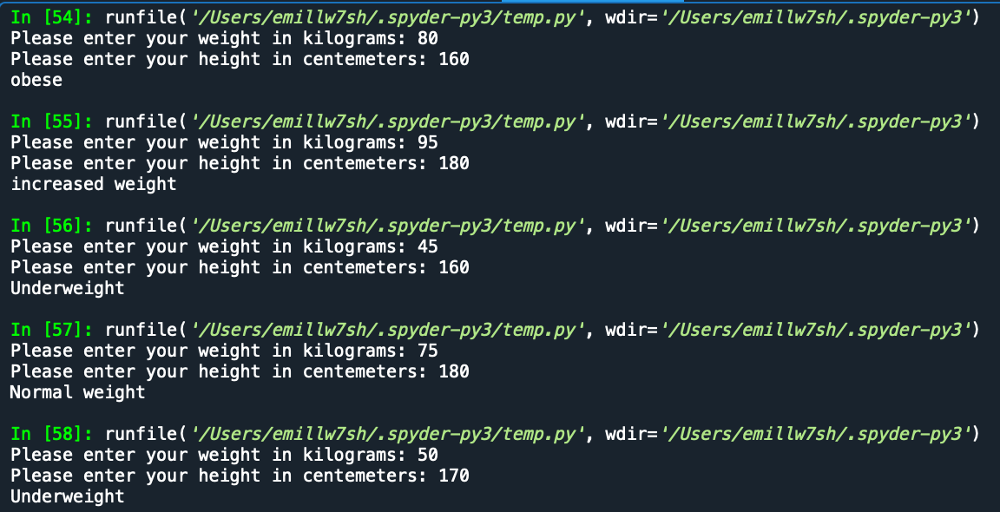 In [54]: runfile('/Users/emillw7sh/.spyder-py3/temp.py', wdir='/Users/emillw7sh/.spyder-py3')
Please enter your weight in kilograms: 80
Please enter your height in centemeters: 160
obese
In [55]: runfile('/Users/emillw7sh/.spyder-py3/temp.py', wdir='/Users/emillw7sh/.spyder-py3')
Please enter your weight in kilograms: 95
Please enter your height in centemeters: 180
increased weight
In [56]: runfile('/Users/emillw7sh/.spyder-py3/temp.py', wdir='/Users/emillw7sh/.spyder-py3')
Please enter your weight in kilograms: 45
Please enter your height in centemeters: 160
Underweight
In [57]: runfile('/Users/emillw7sh/.spyder-py3/temp.py', wdir='/Users/emillw7sh/.spyder-py3')
Please enter your weight in kilograms: 75
Please enter your height in centemeters: 180
Normal weight
In [58]: runfile('/Users/emillw7sh/.spyder-py3/temp.py', wdir='/Users/emillw7sh/.spyder-py3')
Please enter your weight in kilograms: 50
Please enter your height in centemeters: 170
Underweight